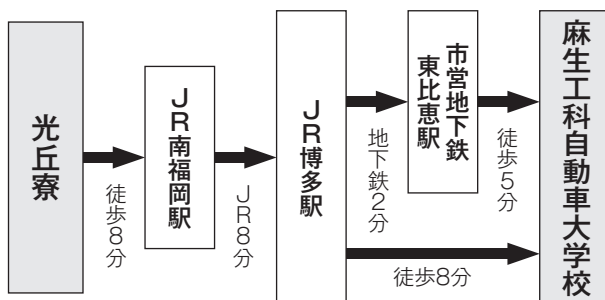 光丘寮
徒歩8分
JR南福岡駅
JR8分
JR博多駅
地下鉄2分
市営地下鉄
東比恵駅
徒歩5分
徒歩8分
麻生工科自動車大学校